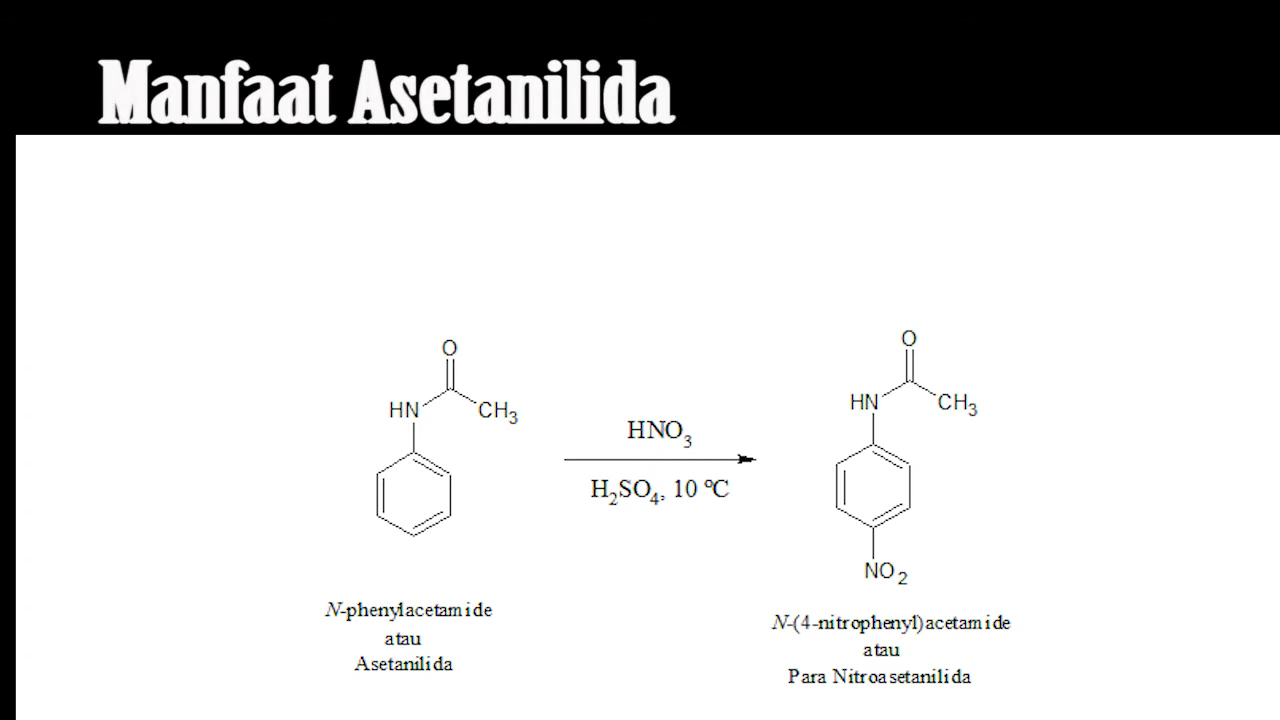 Manfaat Asetanilida
O
HN
CH3
HNO3
H2SO4, 10 °C
O
HN
CH3
NO2
N-phenylacetamide
atau
Asetanilida
N-(4-nitrophenyl)acetamide
atau
Para Nitroasetanilida